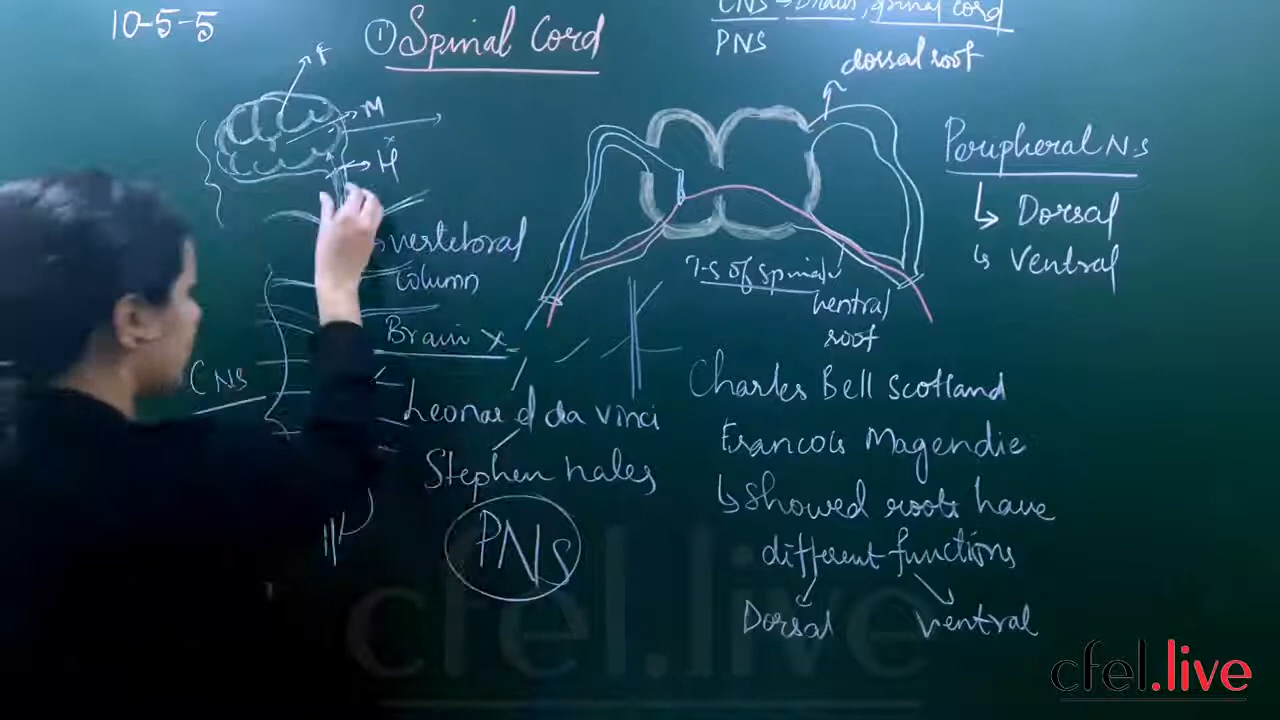 10-5-5
① Spinal Cord
CNS → Brain, spinal cord
PNS
dorsal root
F
M
H
Peripheral N.S
Dorsal
Ventral
vertebral
column
T-S of spinal
ventral
root
Brain x
CNS
Leonard da Vinci
Stephen hales
PNS
Charles Bell Scotland
Francois Magendie
Showed roots have
different functions
Dorsal ventral
cfel.live
cfel.live